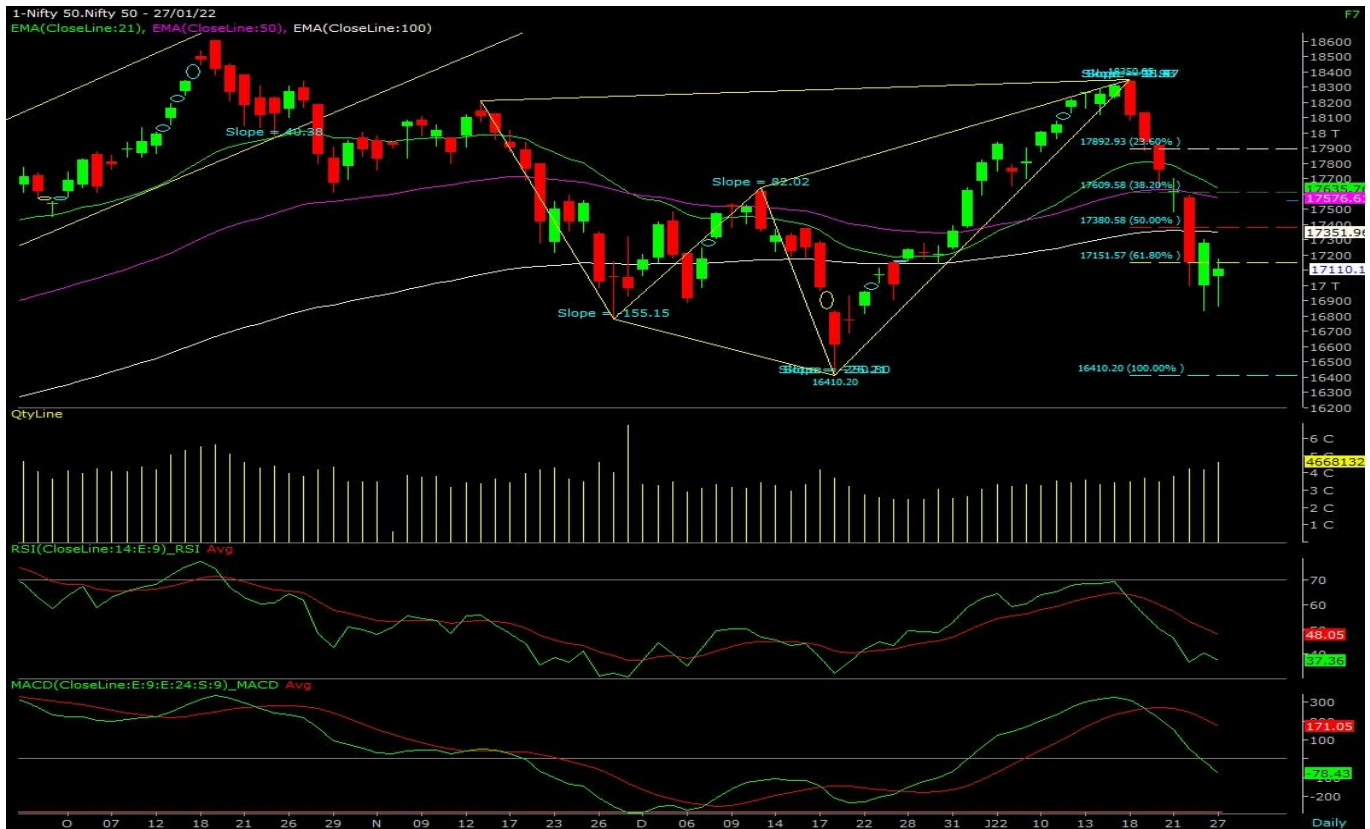 1-Nifty 50.Nifty 50 - 27/01/22
F7
EMA(CloseLine:21), EMA(CloseLine:50), EMA(CloseLine:100)
18600
18500
18400
18300
18200
18100
18 T
17900
17800
17700
17500
17300
17200
17 T
16900
16800
16700
16600
16500
16400
16300
16200
17576.61
17351.96
17110.1
Slope = 40.38
Slope = 82.02
Slope = -155.15
17892.93 (23.60% )
17609.58 (38.20% )
17380.58 (50.00% )
17151.57 (61.80% )
16410.20 (100.00% )
16410.20
QtyLine
6 C
4668132
4 C
3 C
2 C
1 C
RSI(CloseLine:14:E:9)_RSI Avg
70
60
48.05
37.36
MACD(CloseLine:E:9:E:24:S:9)_MACD Avg
300
171.05
100
-78.43
-200
O 07 12 18 21 26 29 N 09 12 17 23 26 D 06 09 14 17 22 28 31 J22 10 13 18 21 27
Daily